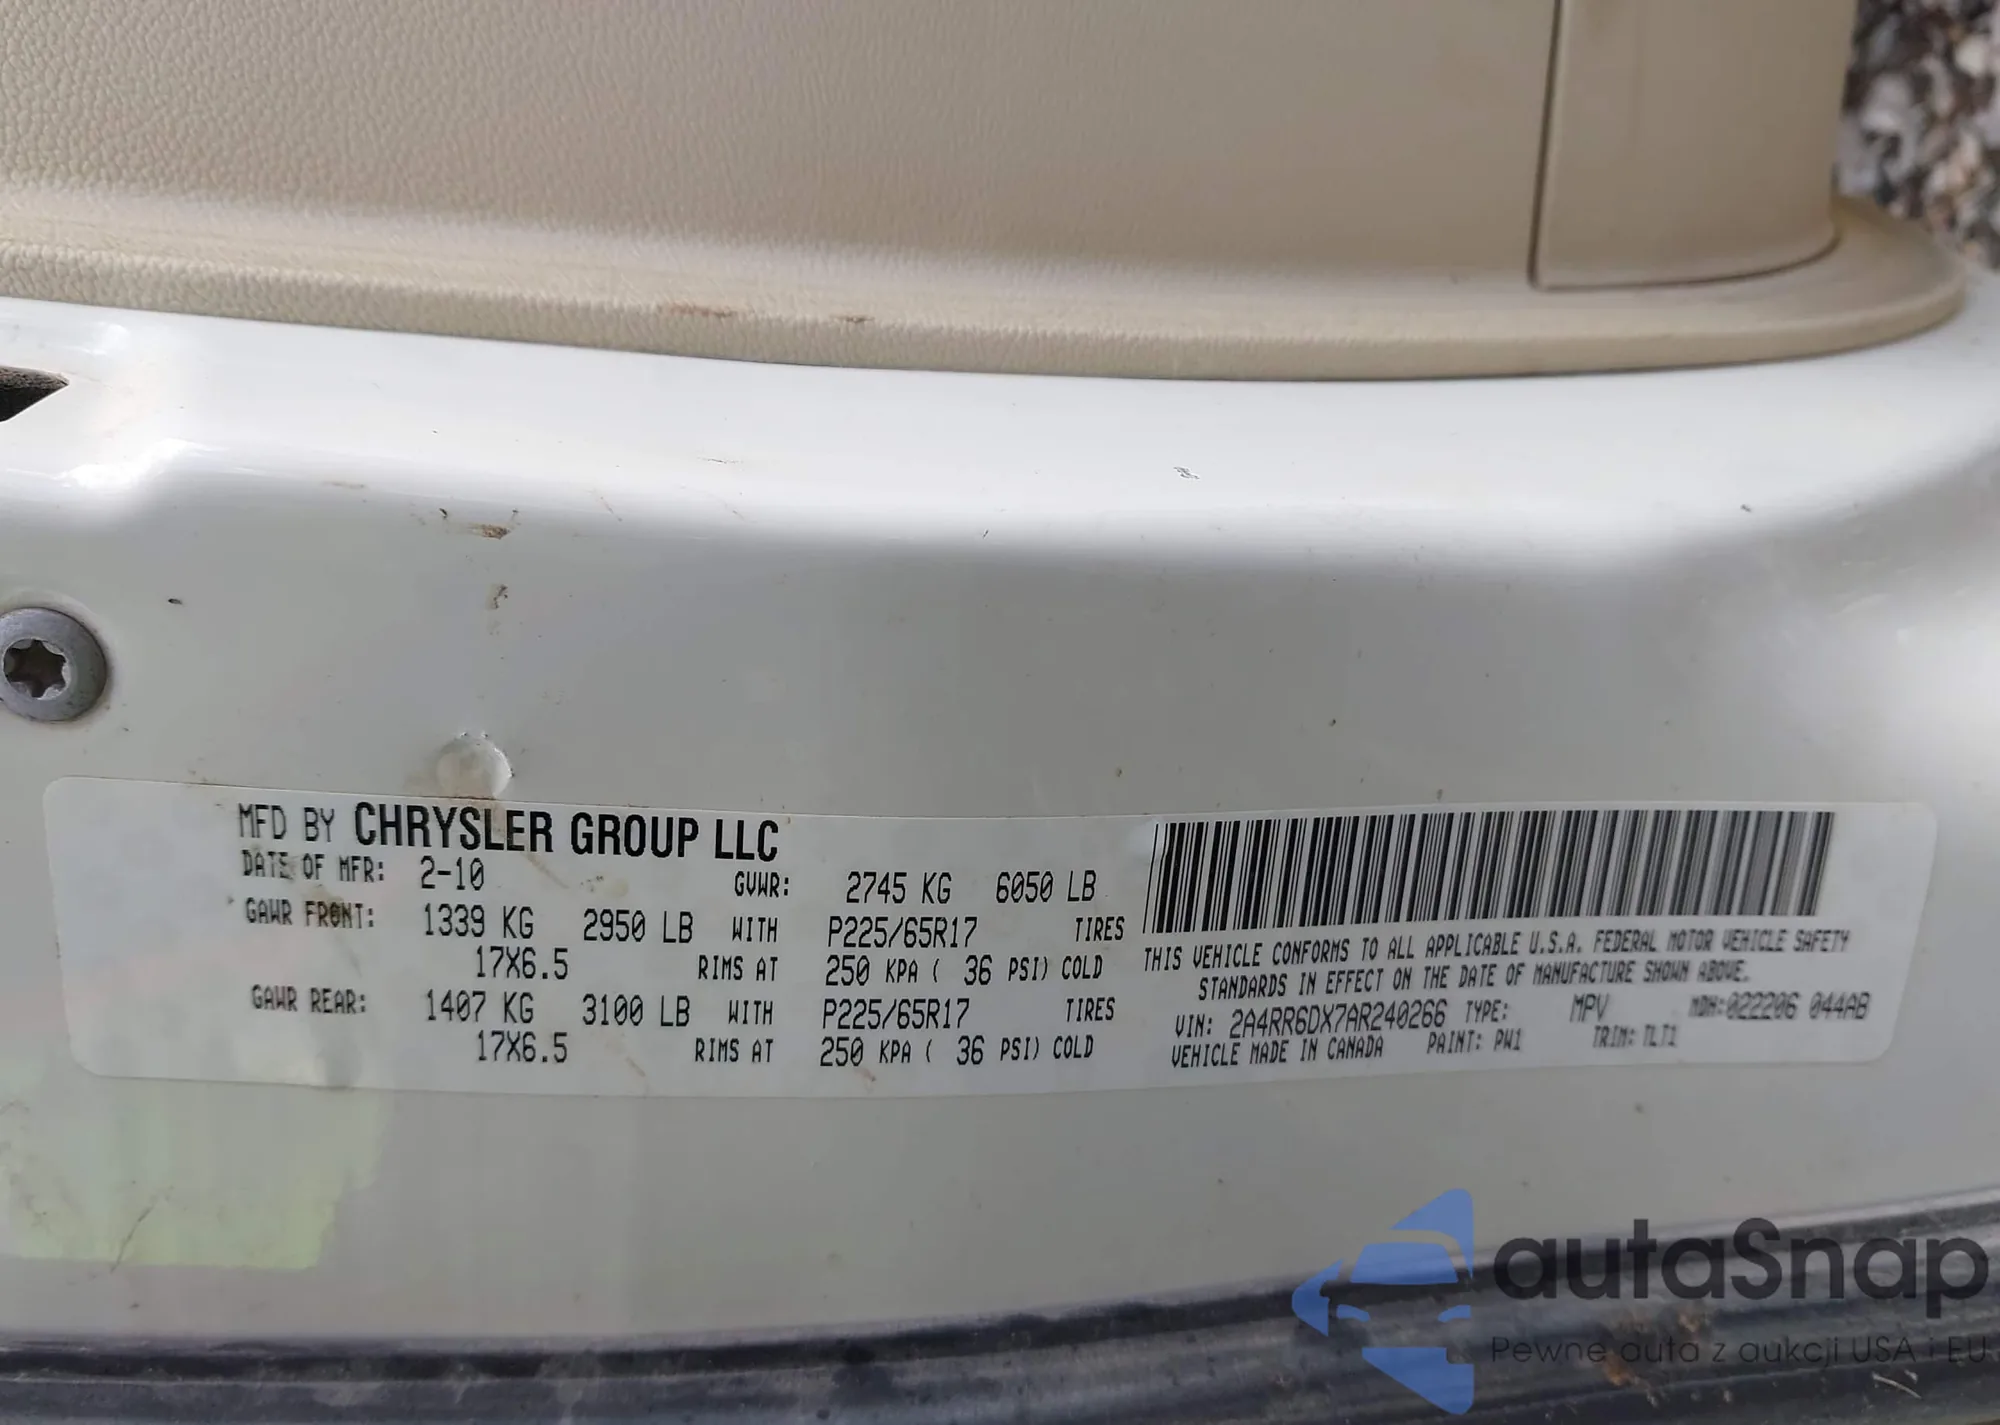 MFD BY CHRYSLER GROUP LLC
DATE OF MFR: 2-10 GVWR: 2745 KG 6050 LB
GAWR FRONT: 1339 KG 2950 LB WITH P225/65R17 TIRES
17X6.5 RIMS AT 250 KPA ( 36 PSI) COLD
GAWR REAR: 1407 KG 3100 LB WITH P225/65R17 TIRES
17X6.5 RIMS AT 250 KPA ( 36 PSI) COLD
THIS VEHICLE CONFORMS TO ALL APPLICABLE U.S.A. FEDERAL MOTOR VEHICLE SAFETY
STANDARDS IN EFFECT ON THE DATE OF MANUFACTURE SHOWN ABOVE.
VIN: 2A4RR6DX7AR240266 TYPE: MPV MDH:022206 044AB
VEHICLE MADE IN CANADA PAINT: PW1 TRIM: TLT1
autaSnap
Pewne auta z aukcji USA i EU